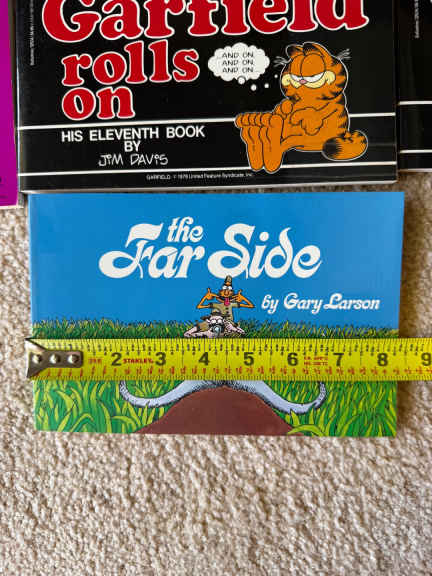 Garfield
rolls
on
...AND ON,
AND ON,
AND ON...
HIS ELEVENTH BOOK
BY
JIM DAVIS
GARFIELD: © 1978 United Feature Syndicate, Inc.
the
Far Side
by Gary Larson
2 STANLEY 3 4 5 6 7 8 9